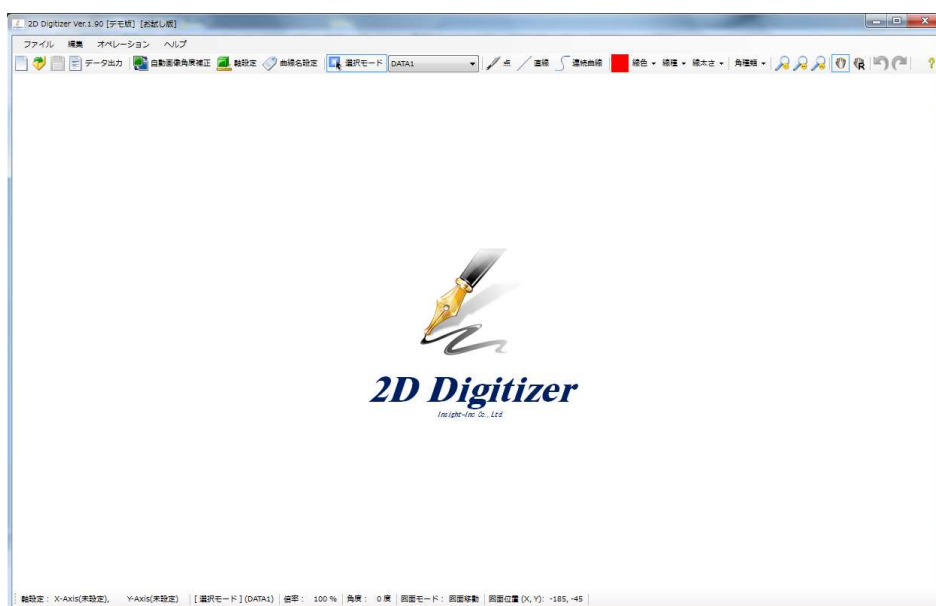 2D Digitizer Ver.1.90 [デモ版] [お試し版]
ファイル 編集 オペレーション ヘルプ
データ出力 自動画像角度補正 軸設定 曲線名設定 選択モード DATA1 点 直線 連続曲線 線色 線種 線太さ 角種類 R ?
2D Digitizer
Insight-Inc Co., Ltd
軸設定： X-Axis(未設定), Y-Axis(未設定) [ 選択モード ] (DATA1) 倍率： 100 % 角度： 0 度 図面モード： 図面移動 図面位置 (X, Y): -185, -45